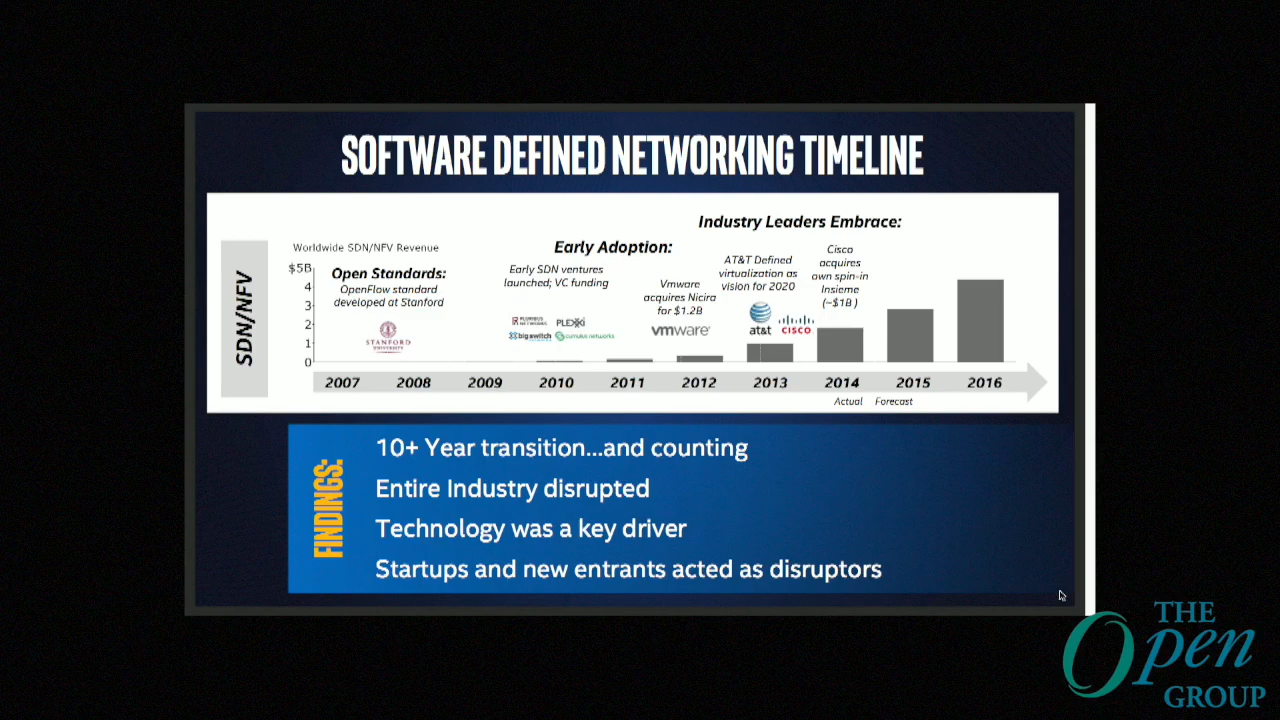 SOFTWARE DEFINED NETWORKING TIMELINE
SDN/NFV
Worldwide SDN/NFV Revenue
$5B
4
3
2
1
0
Open Standards:
OpenFlow standard
developed at Stanford
STANFORD
UNIVERSITY
Early Adoption:
Early SDN ventures
launched; VC funding
PLURIBUS
NETWORKS
PLEXXI
big switch
networks
cumulus networks
Industry Leaders Embrace:
Vmware
acquires Nicira
for $1.2B
vmware
AT&T Defined
virtualization as
vision for 2020
at&t
CISCO
Cisco
acquires
own spin-in
Insieme
(~$1B )
2007 2008 2009 2010 2011 2012 2013 2014 2015 2016
Actual Forecast
FINDINGS:
10+ Year transition...and counting
Entire Industry disrupted
Technology was a key driver
Startups and new entrants acted as disruptors
THE
Open
GROUP